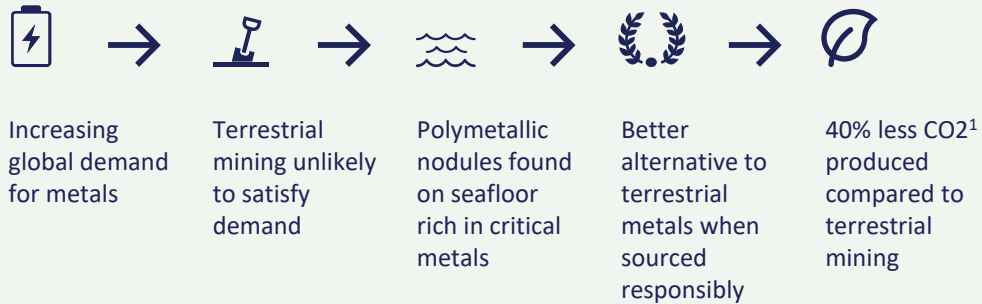 Increasing
global demand
for metals
Terrestrial
mining unlikely
to satisfy
demand
Polymetallic
nodules found
on seafloor
rich in critical
metals
Better
alternative to
terrestrial
metals when
sourced
responsibly
40% less CO2¹
produced
compared to
terrestrial
mining